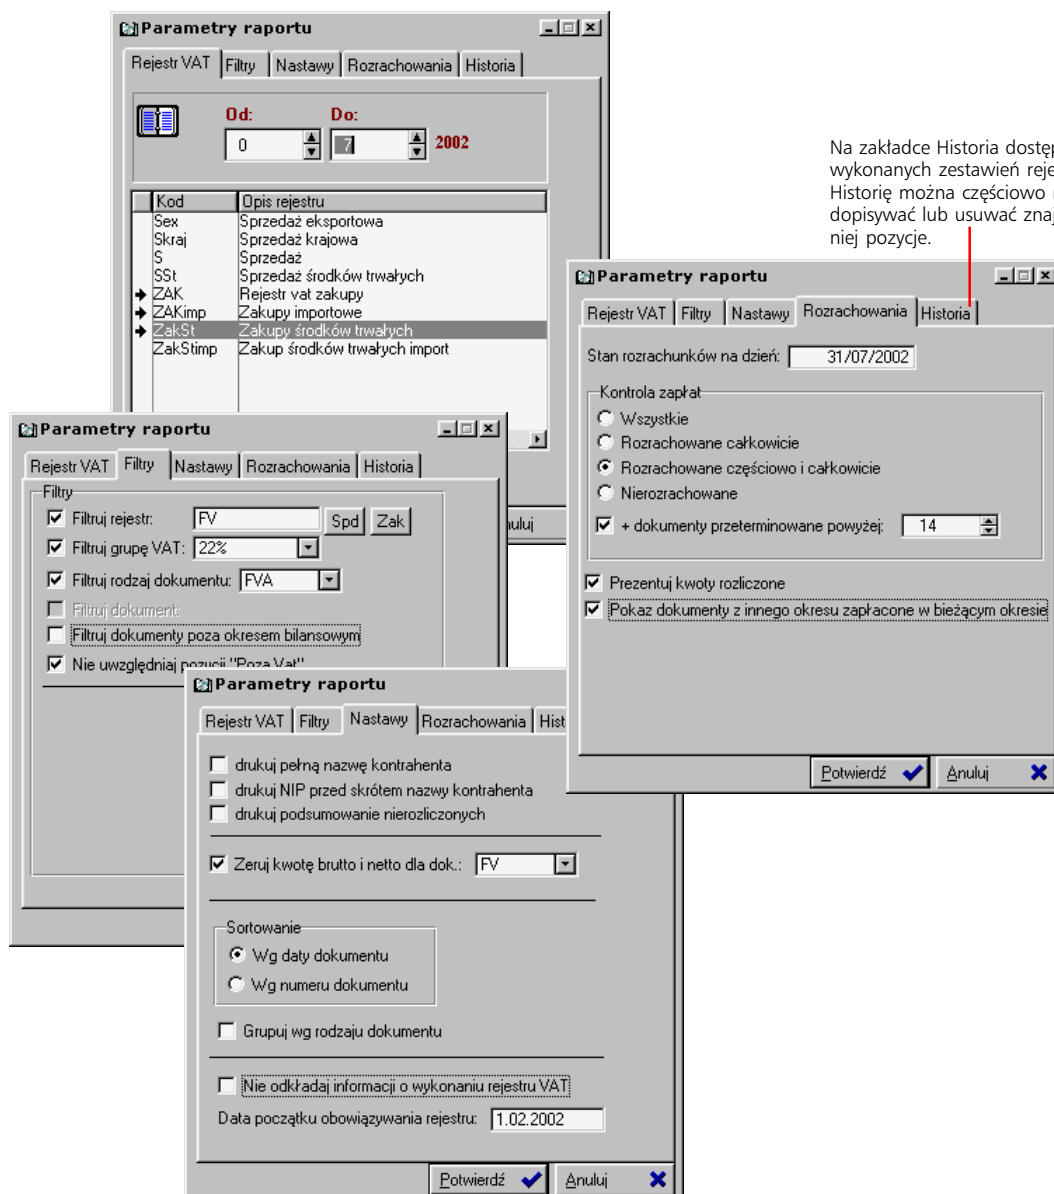 Parametry raportu
Rejestr VAT Filtry Nastawy Rozrachowania Historia
Od: Do:
0 7 2002
Kod Opis rejestru
Sex Sprzedaż eksportowa
Skraj Sprzedaż krajowa
S Sprzedaż
SSt Sprzedaż środków trwałych
ZAK Rejestr vat zakupy
ZAKimp Zakupy importowe
ZakSt Zakupy środków trwałych
ZakStimp Zakup środków trwałych import
Na zakładce Historia dostęp
wykonanych zestawień reje
Historię można częściowo
dopisywać lub usuwać znaj
niej pozycje.
Parametry raportu
Rejestr VAT Filtry Nastawy Rozrachowania Historia
Stan rozrachunków na dzień: 31/07/2002
Kontrola zapłat
Wszystkie
Rozrachowane całkowicie
Rozrachowane częściowo i całkowicie
Nierozrachowane
+ dokumenty przeterminowane powyżej: 14
Prezentuj kwoty rozliczone
Pokaz dokumenty z innego okresu zapłacone w bieżącym okresie
Potwierdź Anuluj
Parametry raportu
Rejestr VAT Filtry Nastawy Rozrachowania Historia
Filtry
Filtruj rejestr: FV Spd Zak
Filtruj grupę VAT: 22%
Filtruj rodzaj dokumentu: FVA
Filtruj dokument:
Filtruj dokumenty poza okresem bilansowym
Nie uwzględniaj pozycji "Poza Vat"
nuluj
Parametry raportu
Rejestr VAT Filtry Nastawy Rozrachowania Hist
drukuj pełną nazwę kontrahenta
drukuj NIP przed skrótem nazwy kontrahenta
drukuj podsumowanie nierozliczonych
Zeruj kwotę brutto i netto dla dok.: FV
Sortowanie
Wg daty dokumentu
Wg numeru dokumentu
Grupuj wg rodzaju dokumentu
Nie odkładaj informacji o wykonaniu rejestru VAT
Data początku obowiązywania rejestru: 1.02.2002
Potwierdź Anuluj